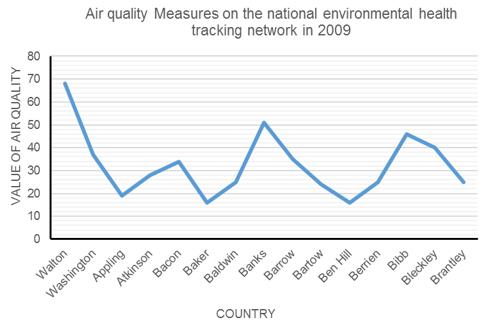 Air quality Measures on the national environmental health
tracking network in 2009
VALUE OF AIR QUALITY
80
70
60
50
40
30
20
10
0
Walton
Washington
Appling
Atkinson
Bacon
Baker
Baldwin
Banks
Barrow
Bartow
Ben Hill
Berrien
Bibb
Bleckley
Brantley
COUNTRY